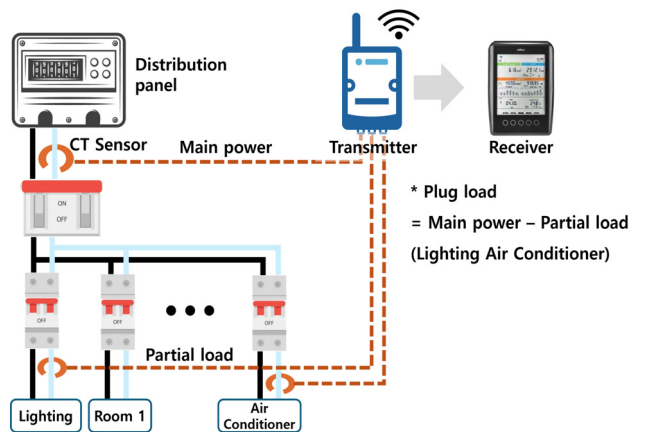 Distribution
panel
CT Sensor
Main power
Transmitter
Receiver
* Plug load
= Main power – Partial load
(Lighting Air Conditioner)
ON
OFF
OFF
OFF
OFF
Partial load
Lighting
Room 1
Air
Conditioner